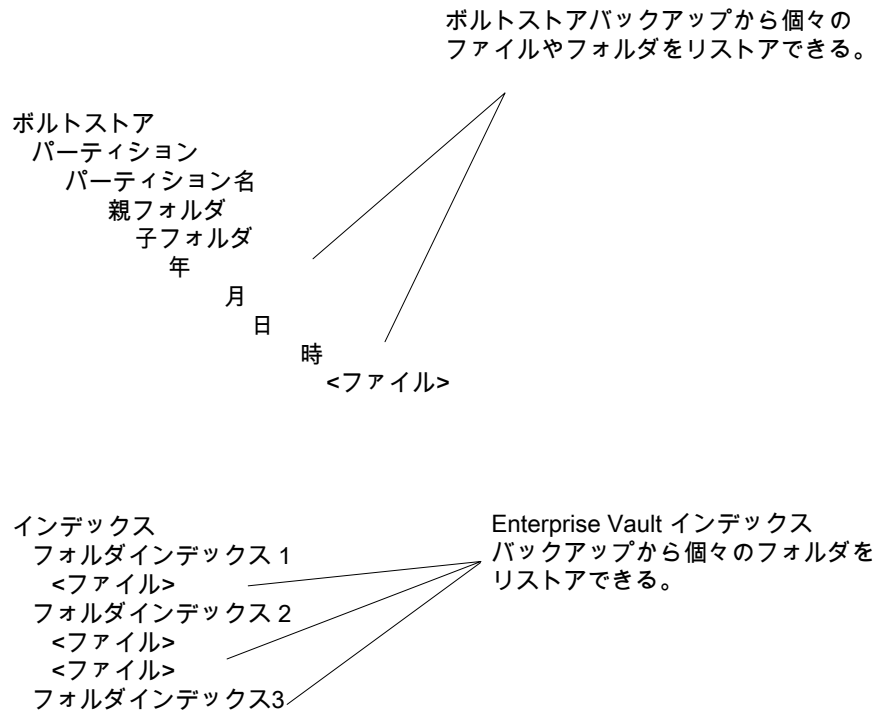 ボルトストアバックアップから個々の
ファイルやフォルダをリストアできる。
ボルトストア
パーティション
パーティション名
親フォルダ
子フォルダ
年
月
日
時
<ファイル>
インデックス
フォルダインデックス 1
<ファイル>
フォルダインデックス 2
<ファイル>
<ファイル>
フォルダインデックス3
Enterprise Vault インデックス
バックアップから個々のフォルダを
リストアできる。